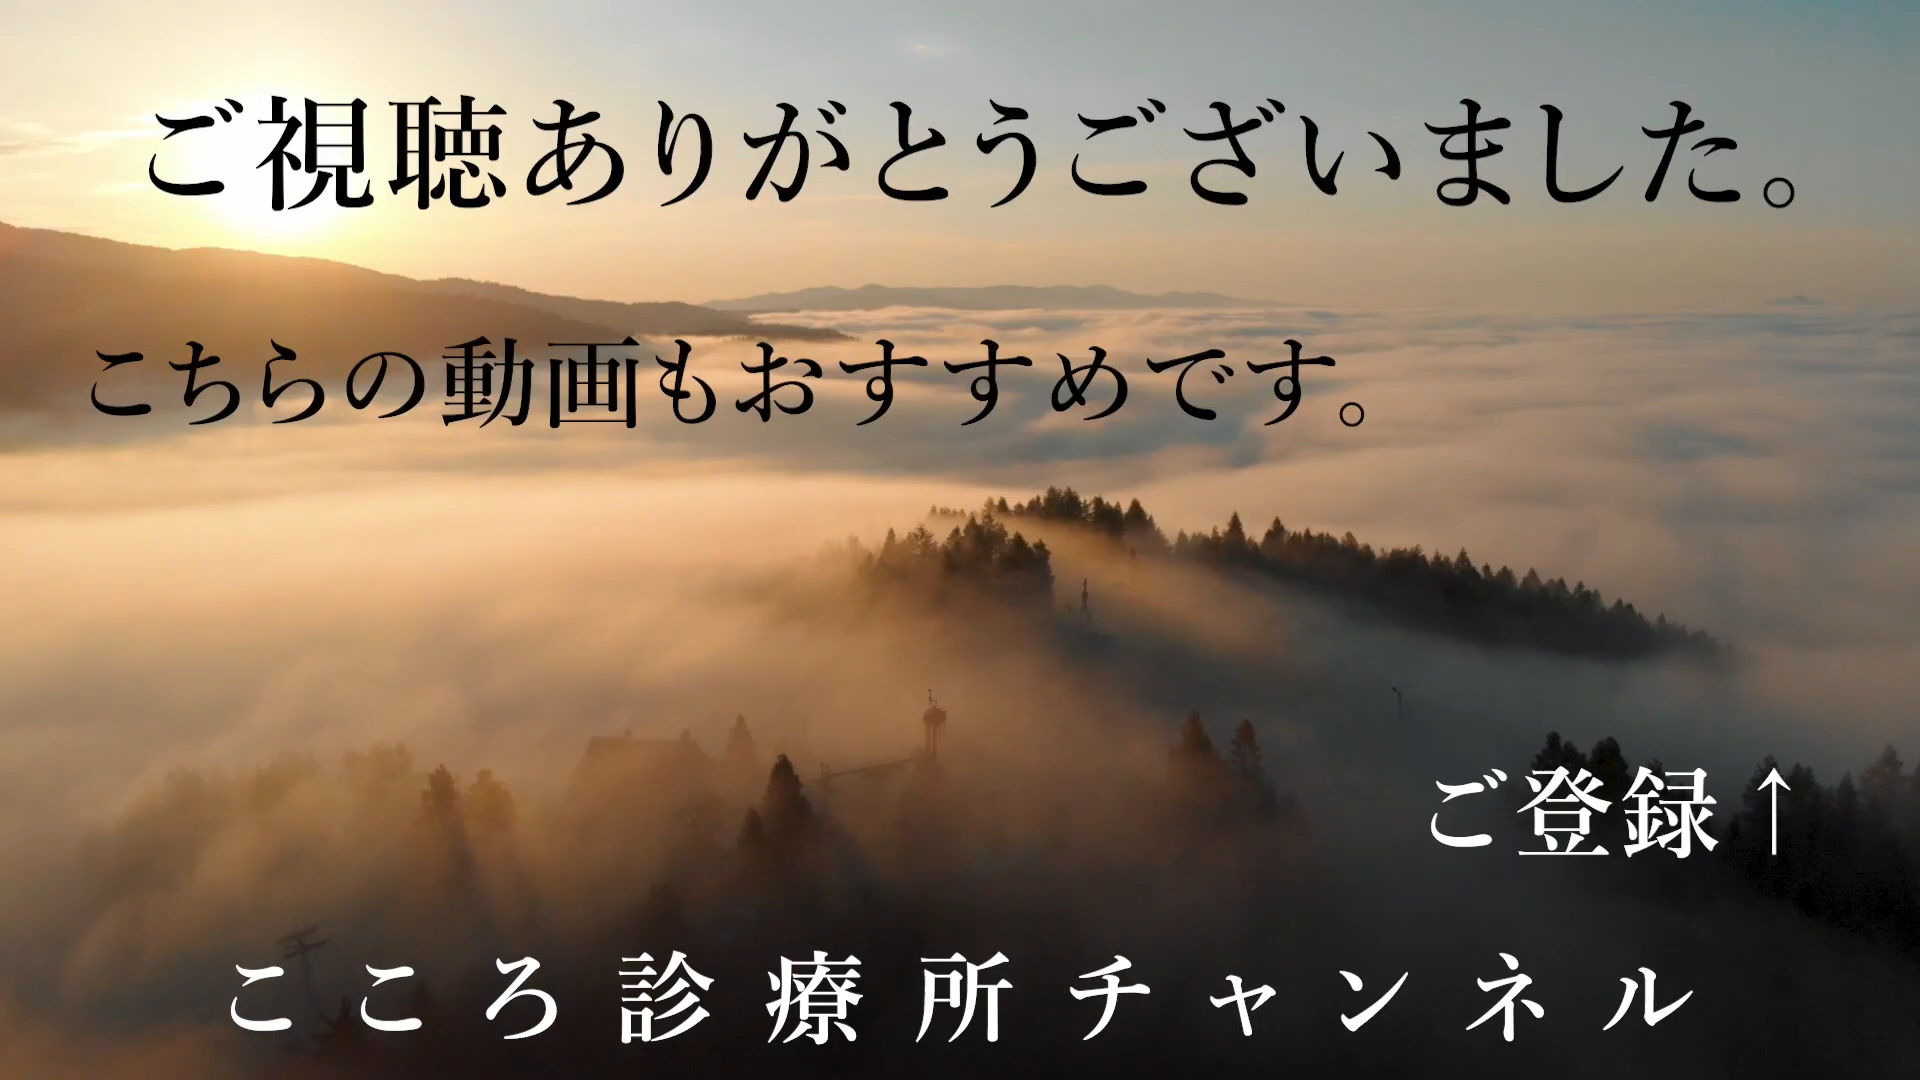 ご視聴ありがとうございました。
こちらの動画もおすすめです。
ご登録↑
こころ診療所チャンネル